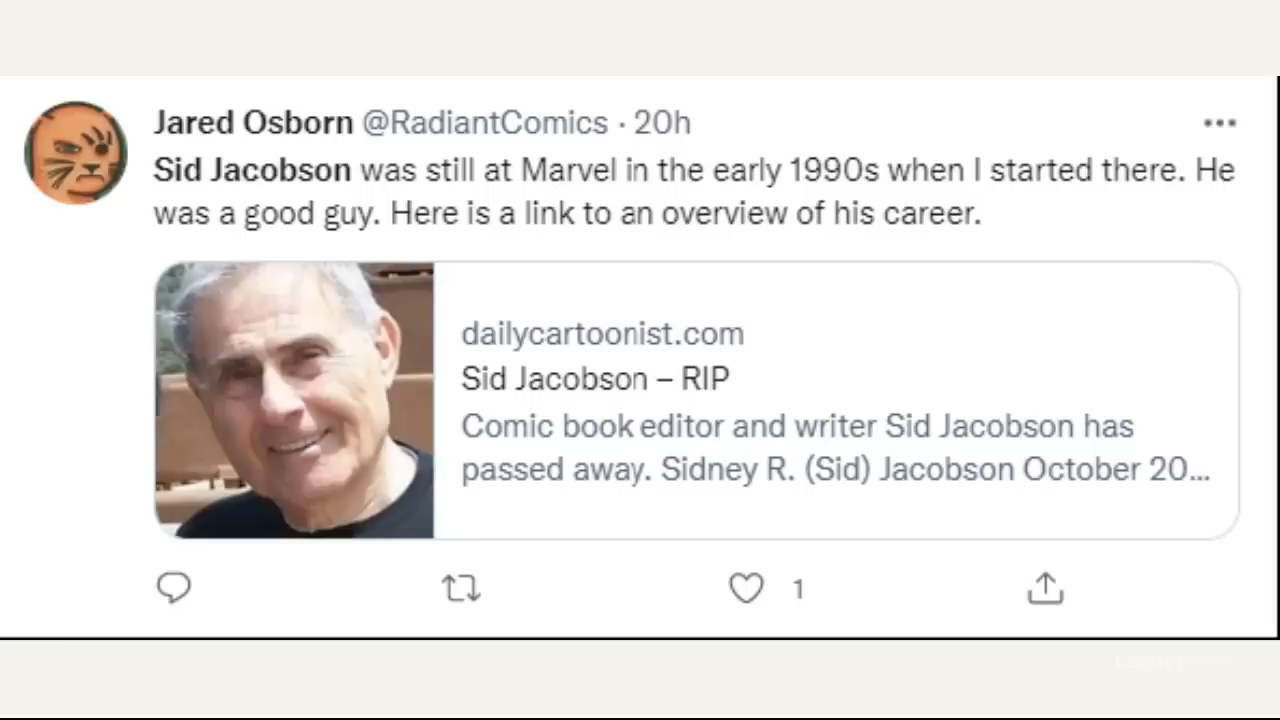 Jared Osborn @RadiantComics · 20h
Sid Jacobson was still at Marvel in the early 1990s when I started there. He
was a good guy. Here is a link to an overview of his career.
dailycartoonist.com
Sid Jacobson – RIP
Comic book editor and writer Sid Jacobson has
passed away. Sidney R. (Sid) Jacobson October 20...
1